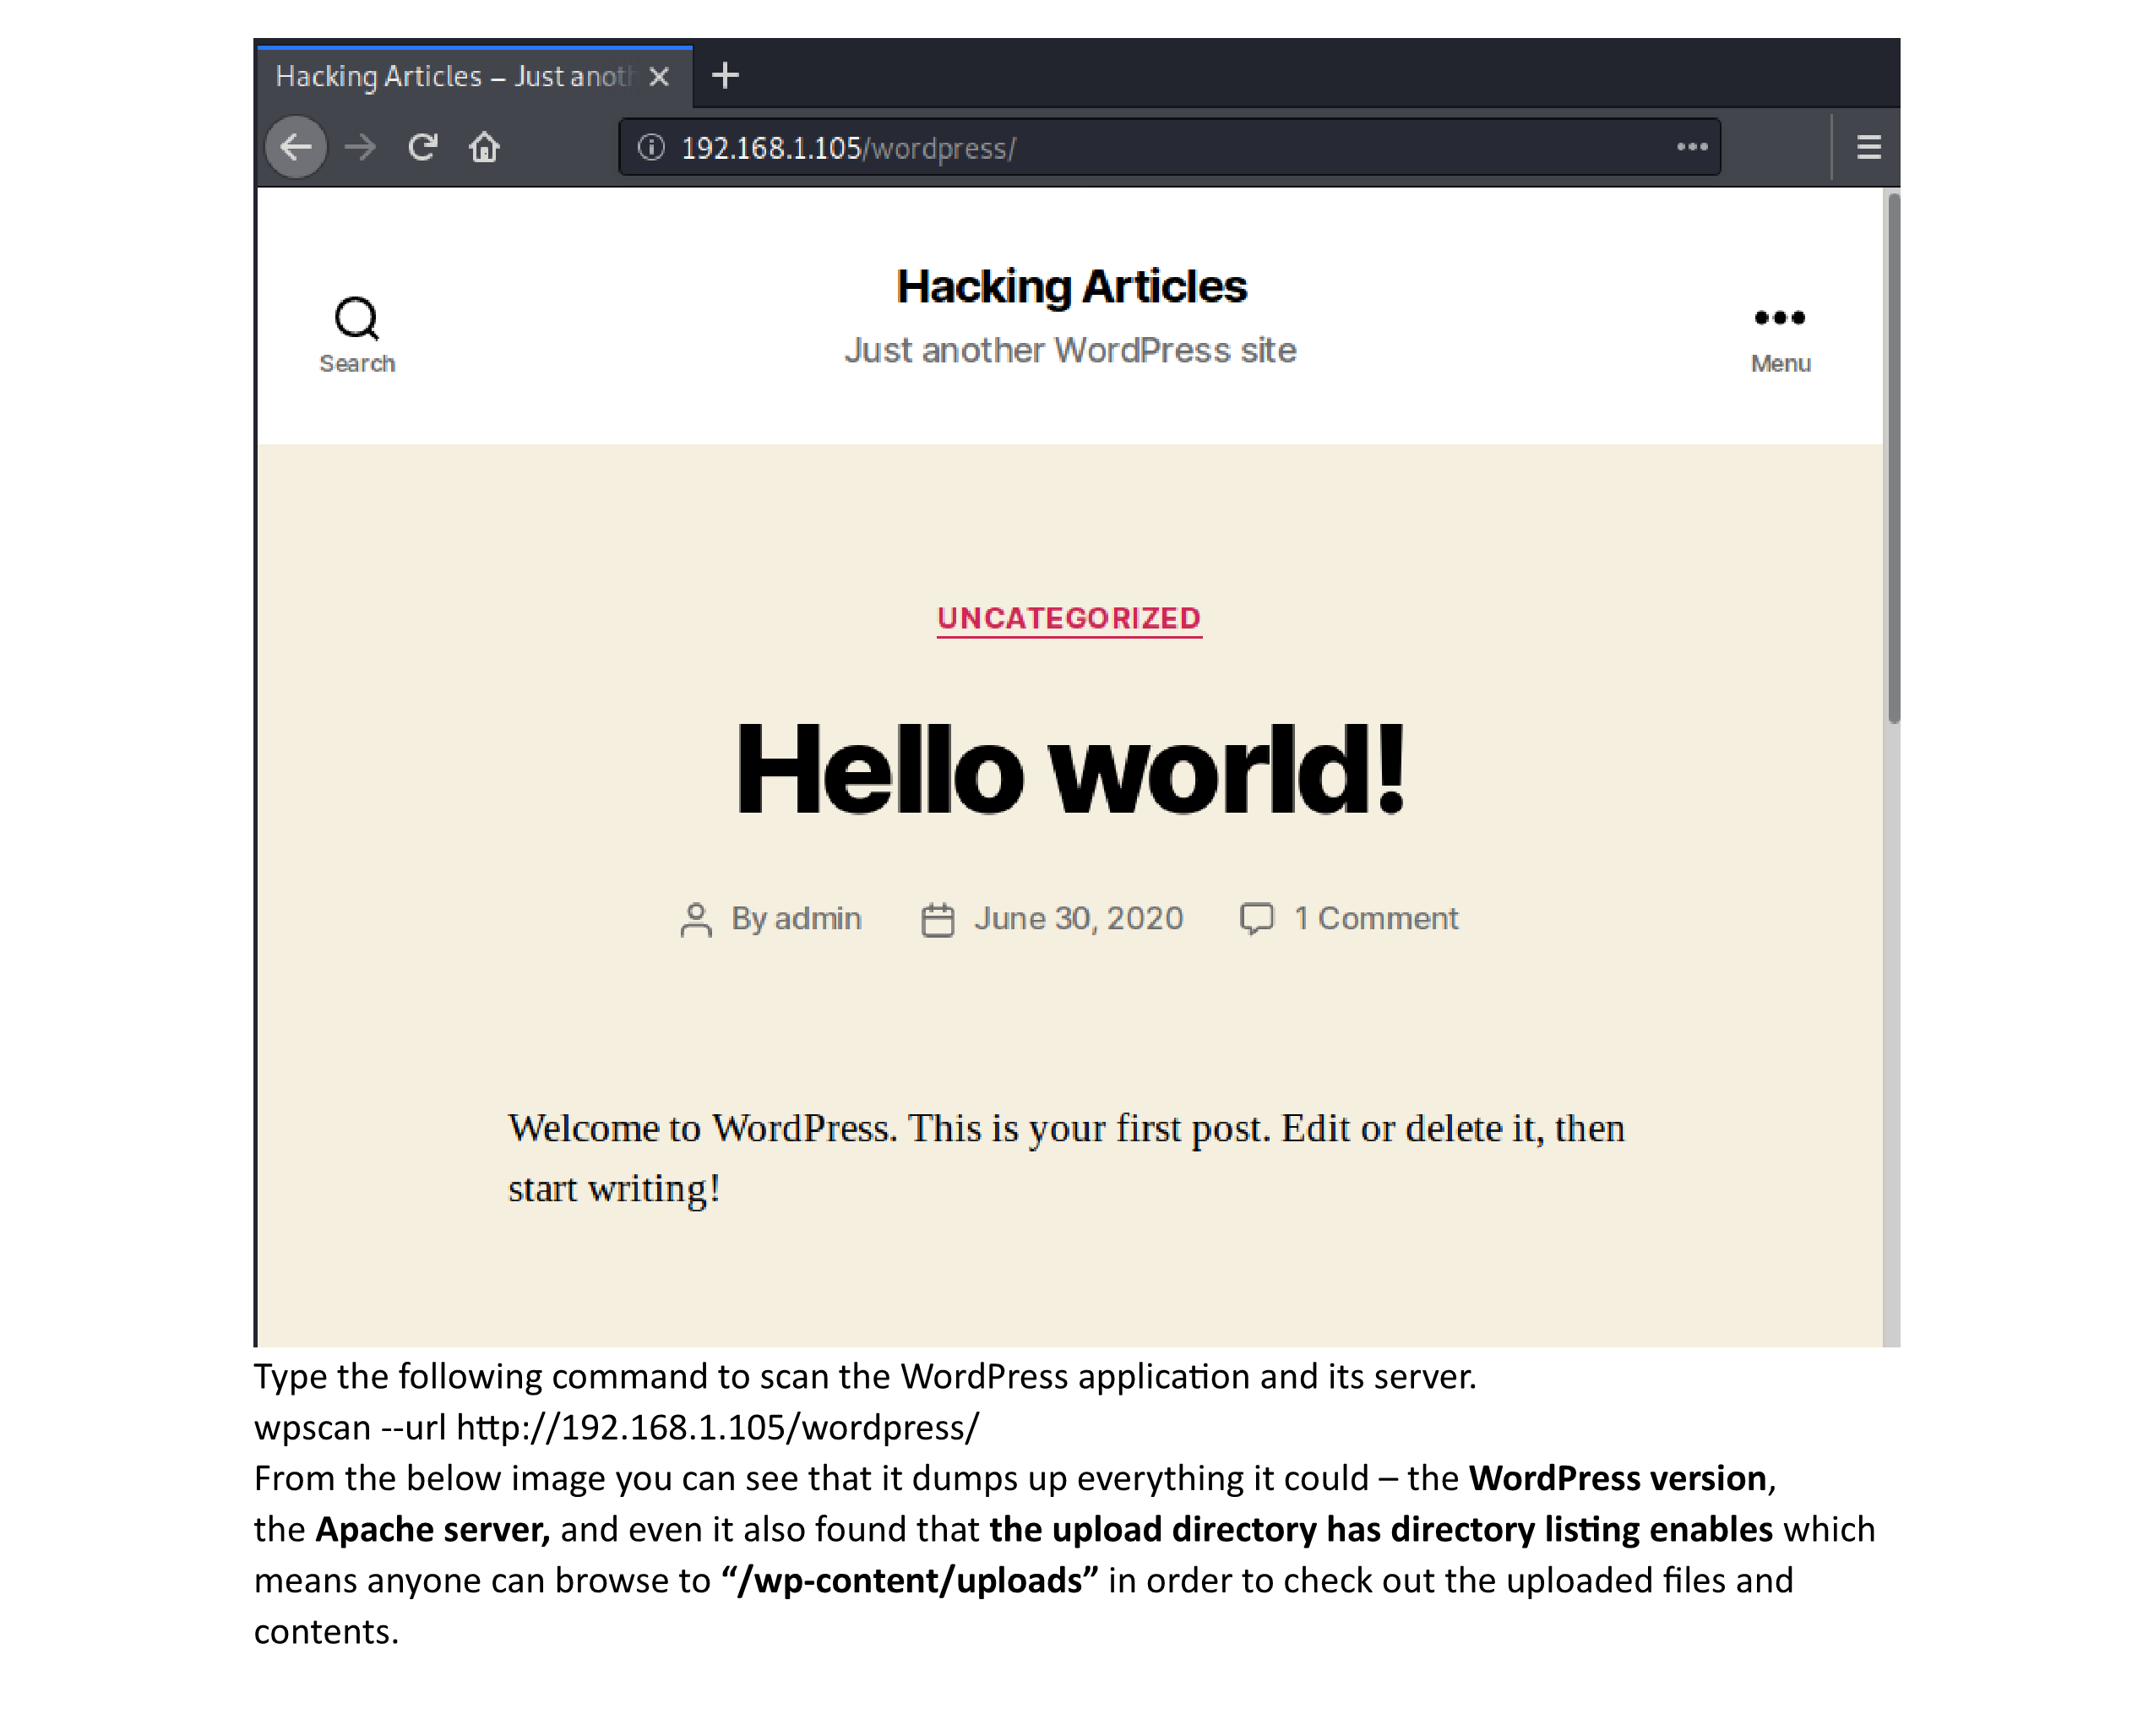 Hacking Articles – Just anoth
192.168.1.105/wordpress/
Hacking Articles
Just another WordPress site
Search
Menu
UNCATEGORIZED
Hello world!
By admin
June 30, 2020
1 Comment
Welcome to WordPress. This is your first post. Edit or delete it, then
start writing!
Type the following command to scan the WordPress application and its server.
wpscan --url http://192.168.1.105/wordpress/
From the below image you can see that it dumps up everything it could – the WordPress version,
the Apache server, and even it also found that the upload directory has directory listing enables which
means anyone can browse to “/wp-content/uploads” in order to check out the uploaded files and
contents.